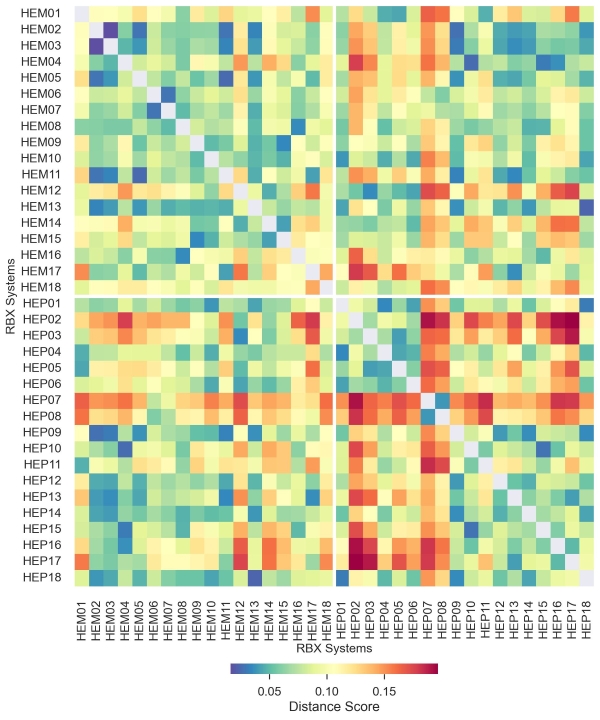 HEM01
HEM02
HEM03
HEM04
HEM05
HEM06
HEM07
HEM08
HEM09
HEM10
HEM11
HEM12
HEM13
HEM14
HEM15
HEM16
HEM17
HEM18
HEP01
HEP02
HEP03
HEP04
HEP05
HEP06
HEP07
HEP08
HEP09
HEP10
HEP11
HEP12
HEP13
HEP14
HEP15
HEP16
HEP17
HEP18
RBX Systems
HEM01 HEM02 HEM03 HEM04 HEM05 HEM06 HEM07 HEM08 HEM09 HEM10 HEM11 HEM12 HEM13 HEM14 HEM15 HEM16 HEM17 HEM18 HEP01 HEP02 HEP03 HEP04 HEP05 HEP06 HEP07 HEP08 HEP09 HEP10 HEP11 HEP12 HEP13 HEP14 HEP15 HEP16 HEP17 HEP18
RBX Systems
0.05 0.10 0.15
Distance Score